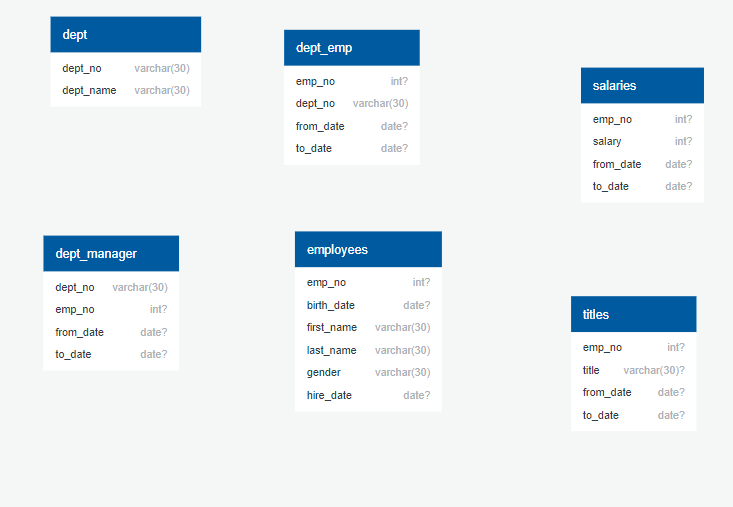 dept
dept_no varchar(30)
dept_name varchar(30)
dept_emp
emp_no int?
dept_no varchar(30)
from_date date?
to_date date?
salaries
emp_no int?
salary int?
from_date date?
to_date date?
dept_manager
dept_no varchar(30)
emp_no int?
from_date date?
to_date date?
employees
emp_no int?
birth_date date?
first_name varchar(30)
last_name varchar(30)
gender varchar(30)
hire_date date?
titles
emp_no int?
title varchar(30)?
from_date date?
to_date date?